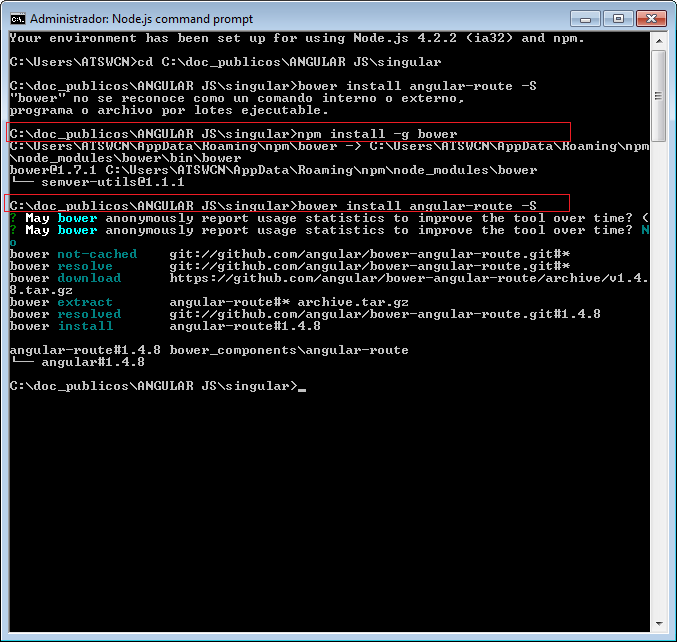 Administrador: Node.js command prompt
Your environment has been set up for using Node.js 4.2.2 (ia32) and npm.
C:\Users\ATSWCN>cd C:\doc_publicos\ANGULAR JS\singular
C:\doc_publicos\ANGULAR JS\singular>bower install angular-route -S
"bower" no se reconoce como un comando interno o externo,
programa o archivo por lotes ejecutable.
C:\doc_publicos\ANGULAR JS\singular>npm install -g bower
C:\Users\ATSWCN\AppData\Roaming\npm\bower -> C:\Users\ATSWCN\AppData\Roaming\npm
\node_modules\bower\bin\bower
bower@1.7.1 C:\Users\ATSWCN\AppData\Roaming\npm\node_modules\bower
└── semver-utils@1.1.1
C:\doc_publicos\ANGULAR JS\singular>bower install angular-route -S
? May bower anonymously report usage statistics to improve the tool over time? (
? May bower anonymously report usage statistics to improve the tool over time? N
o
bower not-cached    git://github.com/angular/bower-angular-route.git#*
bower resolve       git://github.com/angular/bower-angular-route.git#*
bower download      https://github.com/angular/bower-angular-route/archive/v1.4.
8.tar.gz
bower extract       angular-route#* archive.tar.gz
bower resolved      git://github.com/angular/bower-angular-route.git#1.4.8
bower install       angular-route#1.4.8
angular-route#1.4.8 bower_components\angular-route
└── angular#1.4.8
C:\doc_publicos\ANGULAR JS\singular>_